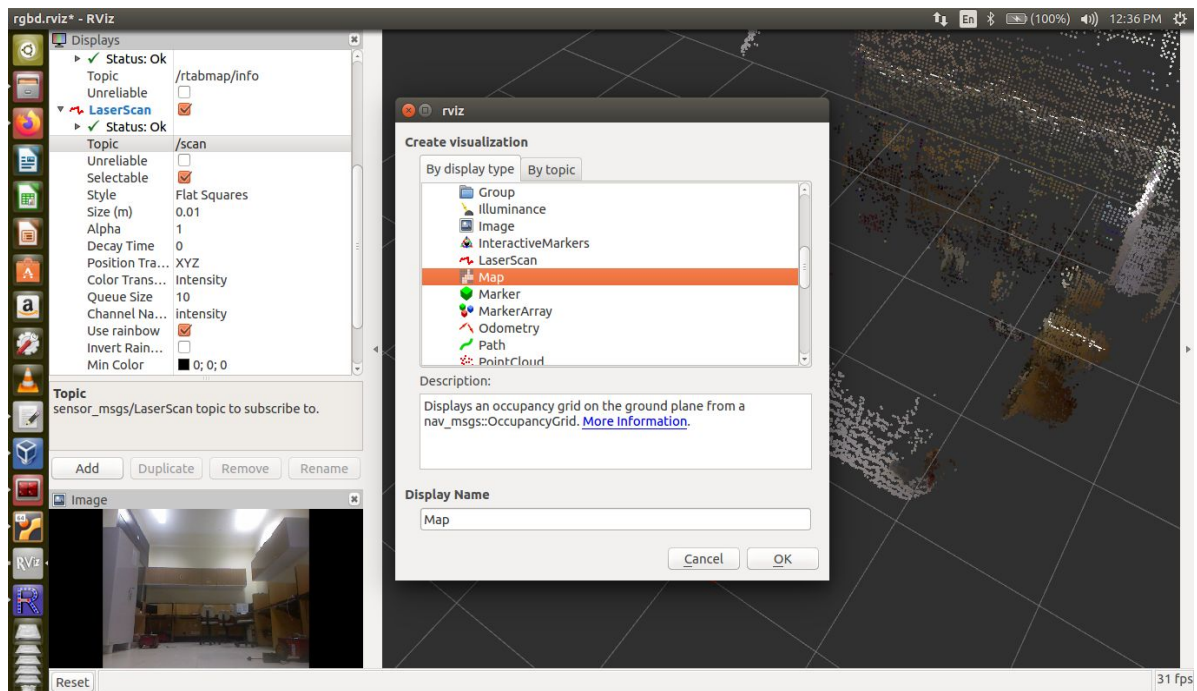 rgbd.rviz* - RViz
En
(100%)
12:36 PM
Displays
Status: Ok
Topic /rtabmap/info
Unreliable
LaserScan
Status: Ok
Topic /scan
Unreliable
Selectable
Style Flat Squares
Size (m) 0.01
Alpha 1
Decay Time 0
Position Tra... XYZ
Color Trans... Intensity
Queue Size 10
Channel Na... intensity
Use rainbow
Invert Rain...
Min Color 0; 0; 0
Topic
sensor_msgs/LaserScan topic to subscribe to.
Add Duplicate Remove Rename
Image
RViz
Reset
rviz
Create visualization
By display type By topic
Group
Illuminance
Image
InteractiveMarkers
LaserScan
Map
Marker
MarkerArray
Odometry
Path
PointCloud
Description:
Displays an occupancy grid on the ground plane from a
nav_msgs::OccupancyGrid. More Information.
Display Name
Map
Cancel OK
31 fps